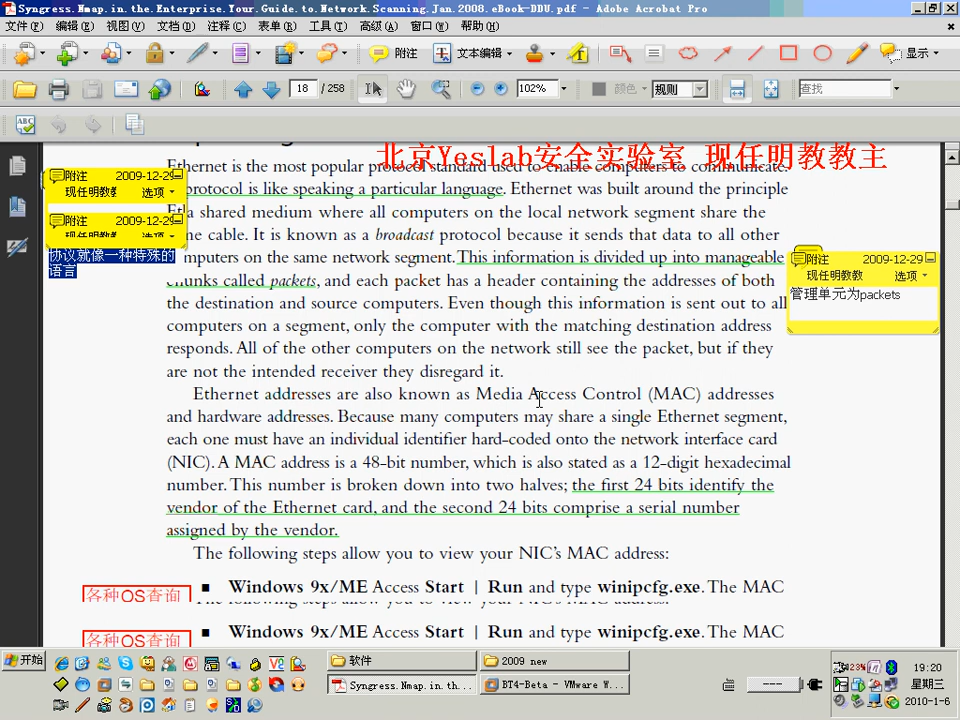 Syngress.Nmap.in.the.Enterprise.Your.Guide.to.Network.Scanning.Jan.2008.eBook-DDU.pdf - Adobe Acrobat Pro
文件(F) 编辑(E) 视图(V) 文档(D) 注释(C) 表单(R) 工具(T) 高级(A) 窗口(W) 帮助(H)
附注 文本编辑 显示
18 / 258 102% 颜色 规则 查找
北京Yeslab安全实验室 现任明教教主
Ethernet is the most popular protocol standard used to enable computers to communicate.
protocol is like speaking a particular language. Ethernet was built around the principle
a shared medium where all computers on the local network segment share the
cable. It is known as a broadcast protocol because it sends that data to all other
mputers on the same network segment. This information is divided up into manageable
chunks called packets, and each packet has a header containing the addresses of both
the destination and source computers. Even though this information is sent out to all
computers on a segment, only the computer with the matching destination address
responds. All of the other computers on the network still see the packet, but if they
are not the intended receiver they disregard it.
附注 2009-12-29
现任明教教 选项
附注 2009-12-29
现任明教教 选项
协议就像一种特殊的
语言
附注 2009-12-29
现任明教教 选项
管理单元为packets
Ethernet addresses are also known as Media Access Control (MAC) addresses
and hardware addresses. Because many computers may share a single Ethernet segment,
each one must have an individual identifier hard-coded onto the network interface card
(NIC). A MAC address is a 48-bit number, which is also stated as a 12-digit hexadecimal
number. This number is broken down into two halves; the first 24 bits identify the
vendor of the Ethernet card, and the second 24 bits comprise a serial number
assigned by the vendor.
The following steps allow you to view your NIC's MAC address:
各种OS查询 ■ Windows 9x/ME Access Start | Run and type winipcfg.exe. The MAC
The following steps allow you to view your NIC's MAC address:
各种OS查询 ■ Windows 9x/ME Access Start | Run and type winipcfg.exe. The MAC
开始 软件 2009 new
Syngress.Nmap.in.th... BT4-Beta - VMware W...
23%
19:20
星期三
2010-1-6